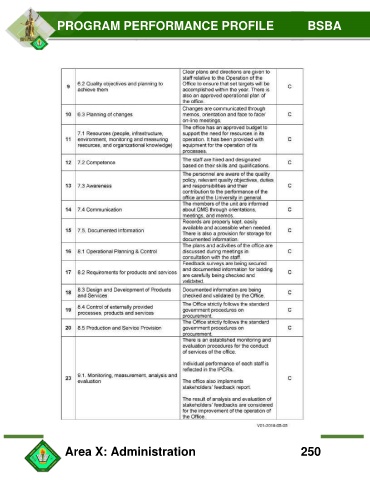 PROGRAM PERFORMANCE PROFILE BSBA
Clear plans and directions are given to
staff relative to the Operation of the
9 6.2 Quality objectives and planning to achieve them Office to ensure that set targets will be C
accomplished within the year. There is
also an approved operational plan of
the office.
Changes are communicated through
10 6.3 Planning of changes memos, orientation and face to face/ C
on-line meetings.
The office has an approved budget to
7.1 Resources (people, infrastructure, support the need for resources in its
11 environment, monitoring and measuring operation. It has been provided with C
resources, and organizational knowledge) equipment for the operation of its
processes.
12 7.2 Competence The staff are hired and designated C
based on their skills and qualifications.
The personnel are aware of the quality
policy, relevant quality objectives, duties
13 7.3 Awareness and responsibilities and their C
contribution to the performance of the
office and the University in general.
The members of the unit are informed
14 7.4 Communication about QMS through orientations, C
meetings, and memos.
Records are properly kept, easily
15 7.5. Documented Information available and accessible when needed. C
There is also a provision for storage for
documented information.
The plans and activities of the office are
16 8.1 Operational Planning & Control discussed during meetings in C
consultation with the staff.
Feedback surveys are being secured
17 8.2 Requirements for products and services and documented information for bidding C
are carefully being checked and
validated.
18 8.3 Design and Development of Products Documented information are being C
and Services checked and validated by the Office.
The Office strictly follows the standard
19 8.4 Control of externally provided government procedures on C
processes, products and services procurement.
The Office strictly follows the standard
20 8.5 Production and Service Provision government procedures on C
procurement.
There is an established monitoring and
evaluation procedures for the conduct
of services of the office.
Individual performance of each staff is
reflected in the IPCRs.
23 9.1. Monitoring, measurement, analysis and evaluation C
The office also implements
stakeholders' feedback report.
The result of analysis and evaluation of
stakeholders' feedbacks are considered
for the improvement of the operation of
the Office.
Area X: Administration 250